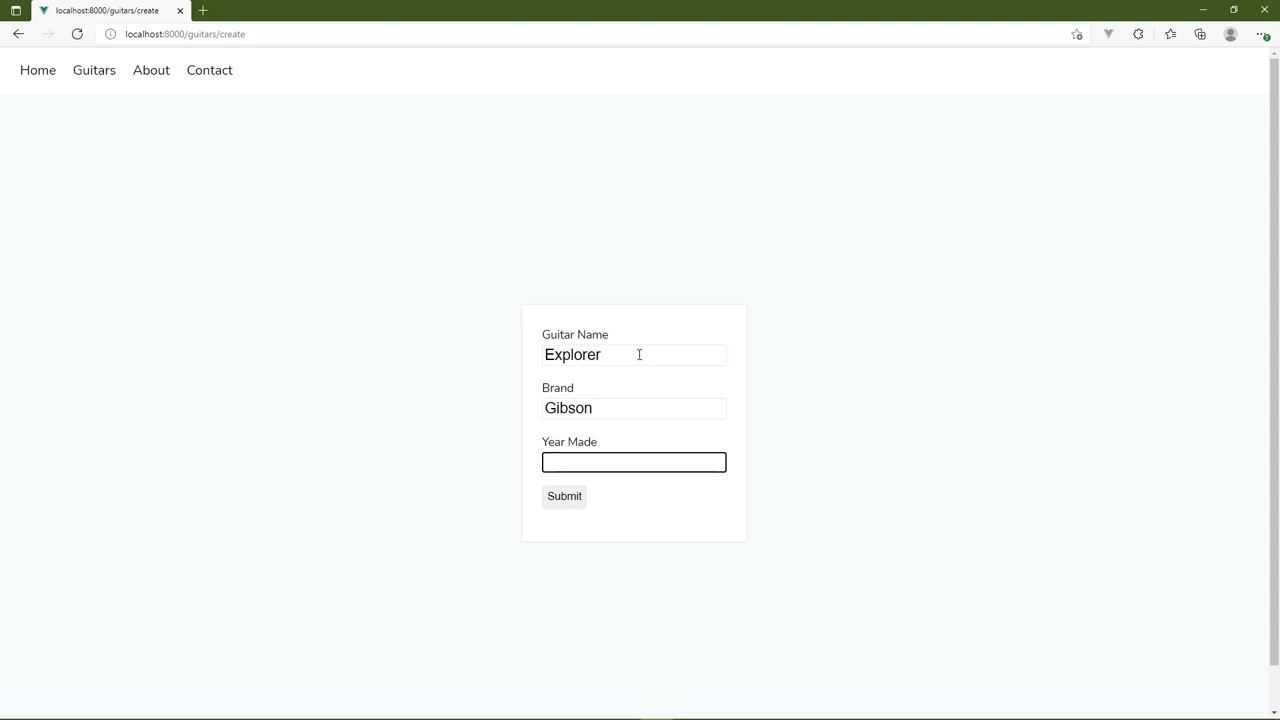 localhost:8000/guitars/create
localhost:8000/guitars/create
Home Guitars About Contact
Guitar Name
Explorer
Brand
Gibson
Year Made
Submit